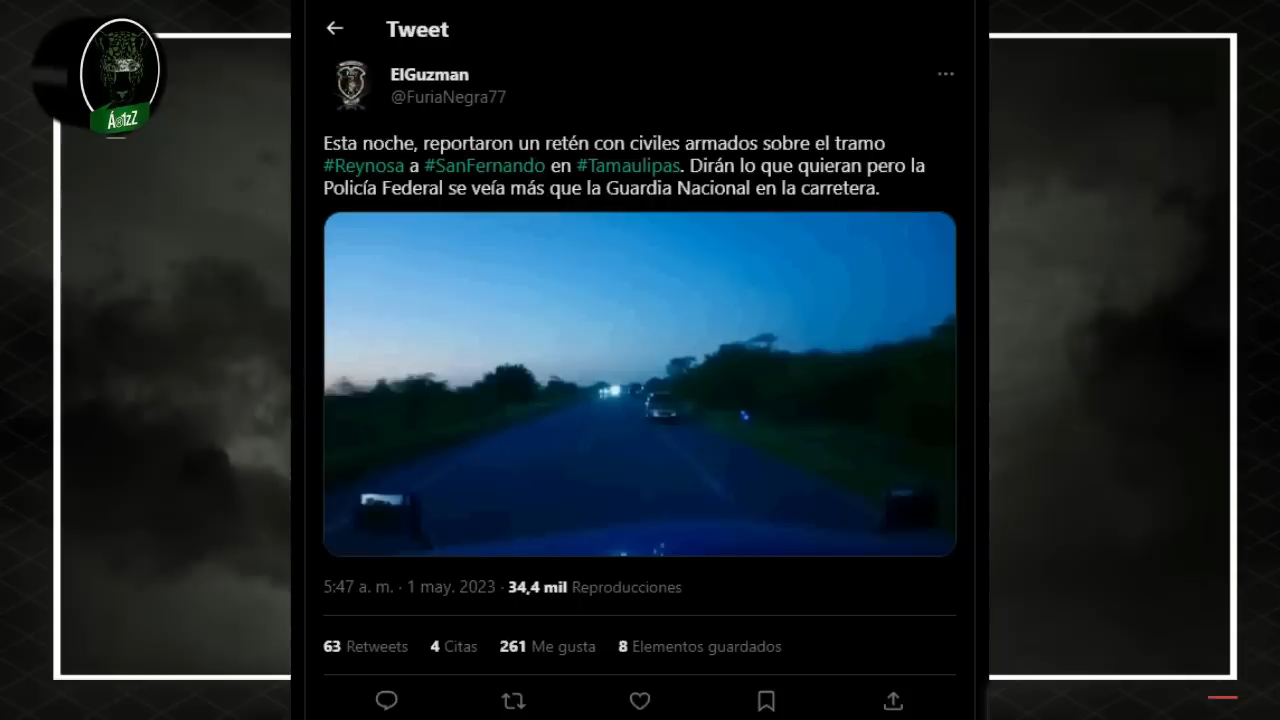 Á@1zZ
Tweet
ElGuzman
@FuriaNegra77
Esta noche, reportaron un retén con civiles armados sobre el tramo
#Reynosa a #SanFernando en #Tamaulipas. Dirán lo que quieran pero la
Policía Federal se veía más que la Guardia Nacional en la carretera.
5:47 a. m. · 1 may. 2023 · 34,4 mil Reproducciones
63 Retweets 4 Citas 261 Me gusta 8 Elementos guardados